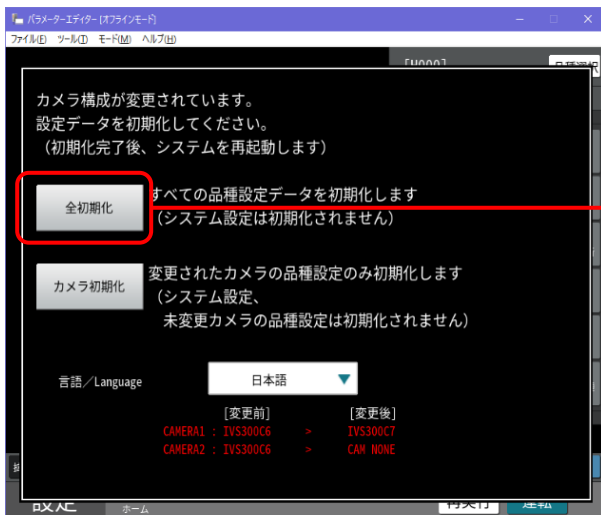 パラメーターエディター [オフラインモード]
ファイル(F) ツール(T) モード(M) ヘルプ(H)
[H000]
カメラ構成が変更されています。
設定データを初期化してください。
（初期化完了後、システムを再起動します）
全初期化
すべての品種設定データを初期化します
（システム設定は初期化されません）
カメラ初期化
変更されたカメラの品種設定のみ初期化します
（システム設定、
未変更カメラの品種設定は初期化されません）
言語／Language
日本語
[変更前] [変更後]
CAMERA1 : IVS300C6 > IVS300C7
CAMERA2 : IVS300C6 > CAM NONE
設定
ホーム
再実行
運転